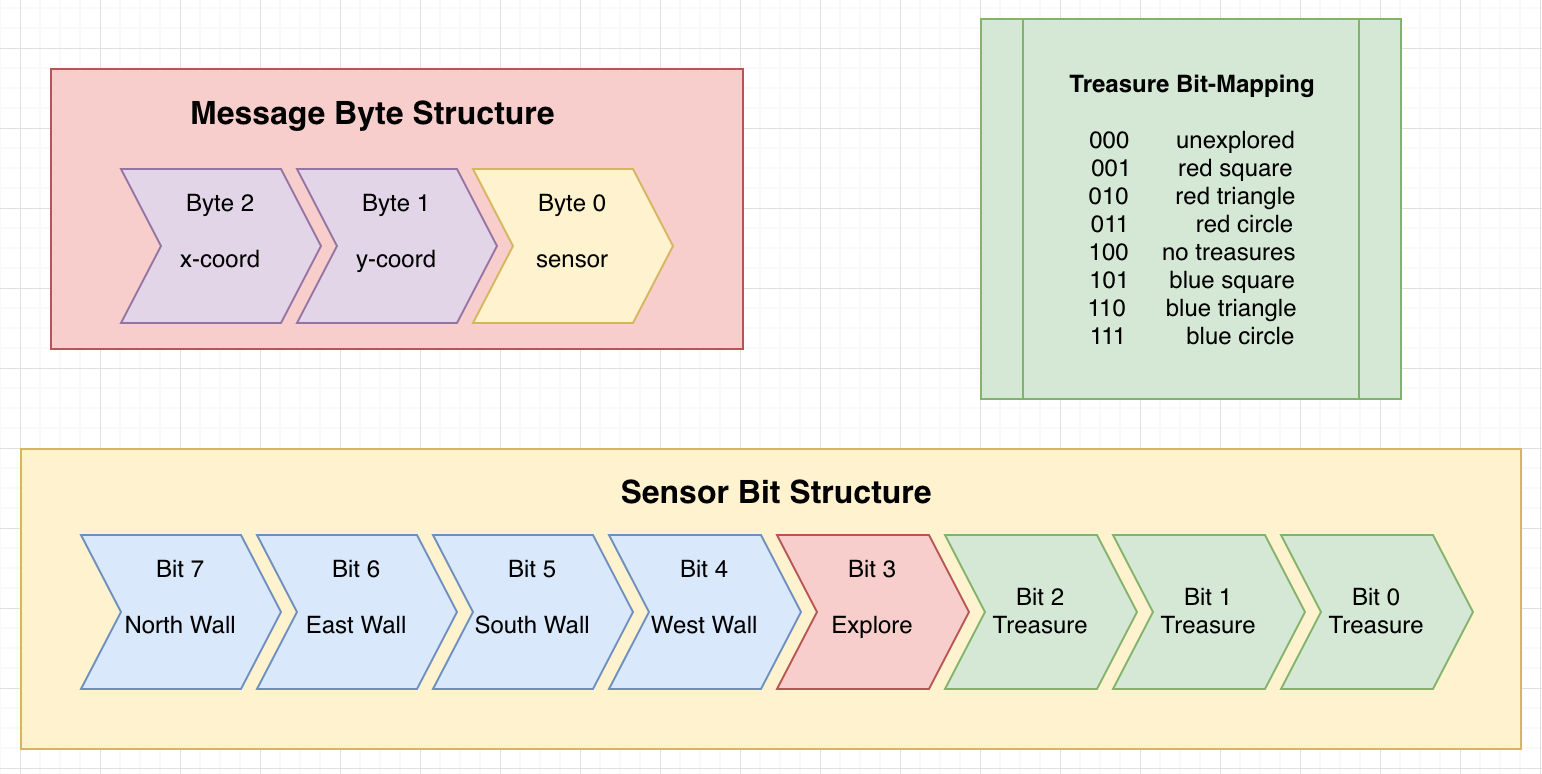 Message Byte Structure
Byte 2
x-coord
Byte 1
y-coord
Byte 0
sensor
Treasure Bit-Mapping
000 unexplored
001 red square
010 red triangle
011 red circle
100 no treasures
101 blue square
110 blue triangle
111 blue circle
Sensor Bit Structure
Bit 7
North Wall
Bit 6
East Wall
Bit 5
South Wall
Bit 4
West Wall
Bit 3
Explore
Bit 2
Treasure
Bit 1
Treasure
Bit 0
Treasure